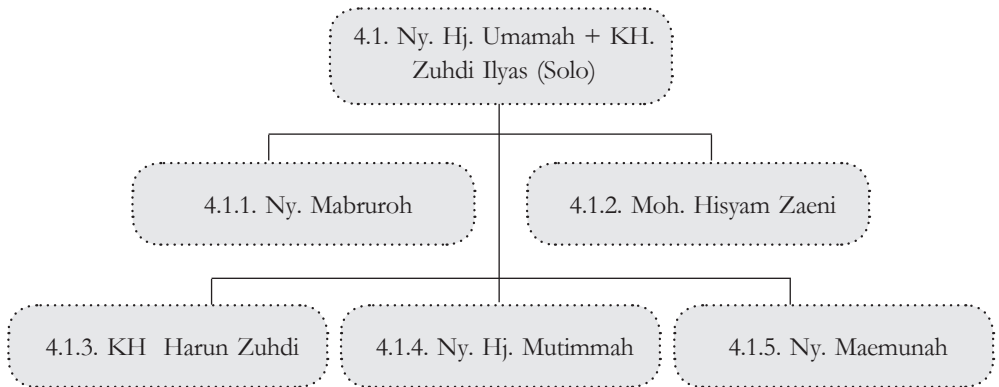 4.1. Ny. Hj. Umamah + KH.
Zuhdi Ilyas (Solo)
4.1.1. Ny. Mabruroh
4.1.2. Moh. Hisyam Zaeni
4.1.3. KH Harun Zuhdi
4.1.4. Ny. Hj. Mutimmah
4.1.5. Ny. Maemunah